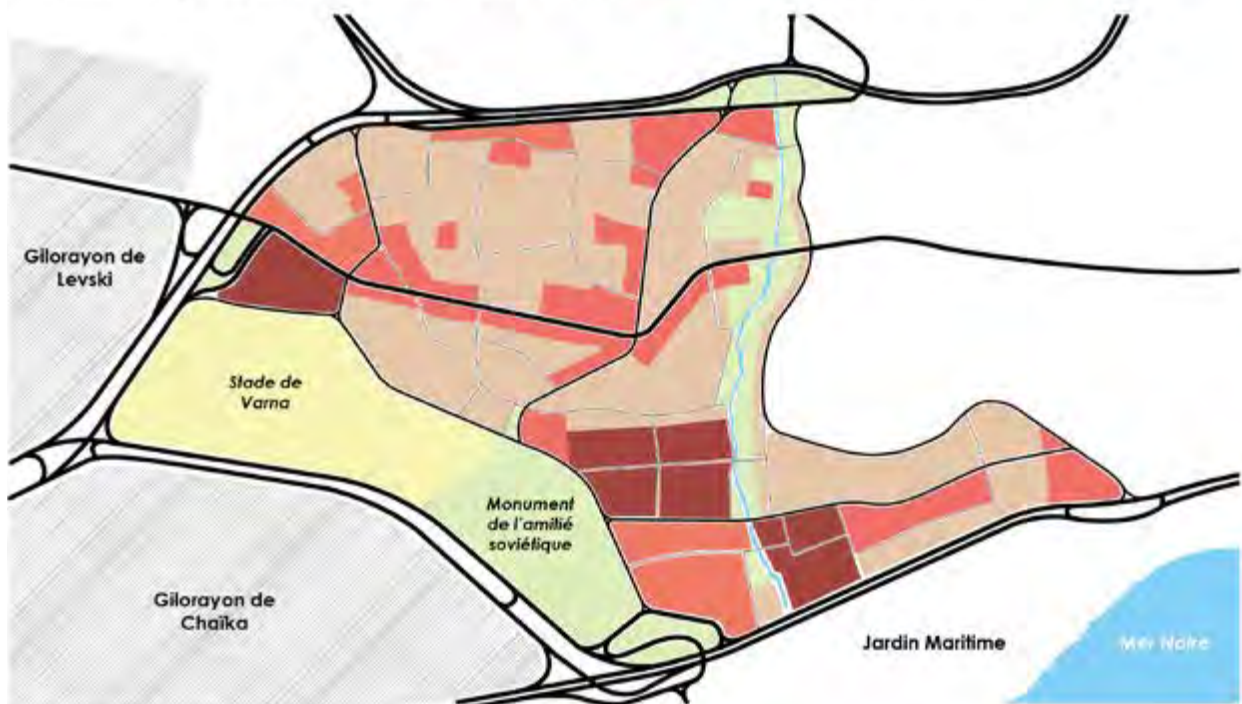 Gilorayon de
Levski
Stade de
Varna
Monument
de l'amitié
soviétique
Gilorayon de
Chaïka
Jardin Maritime
Mer Noire